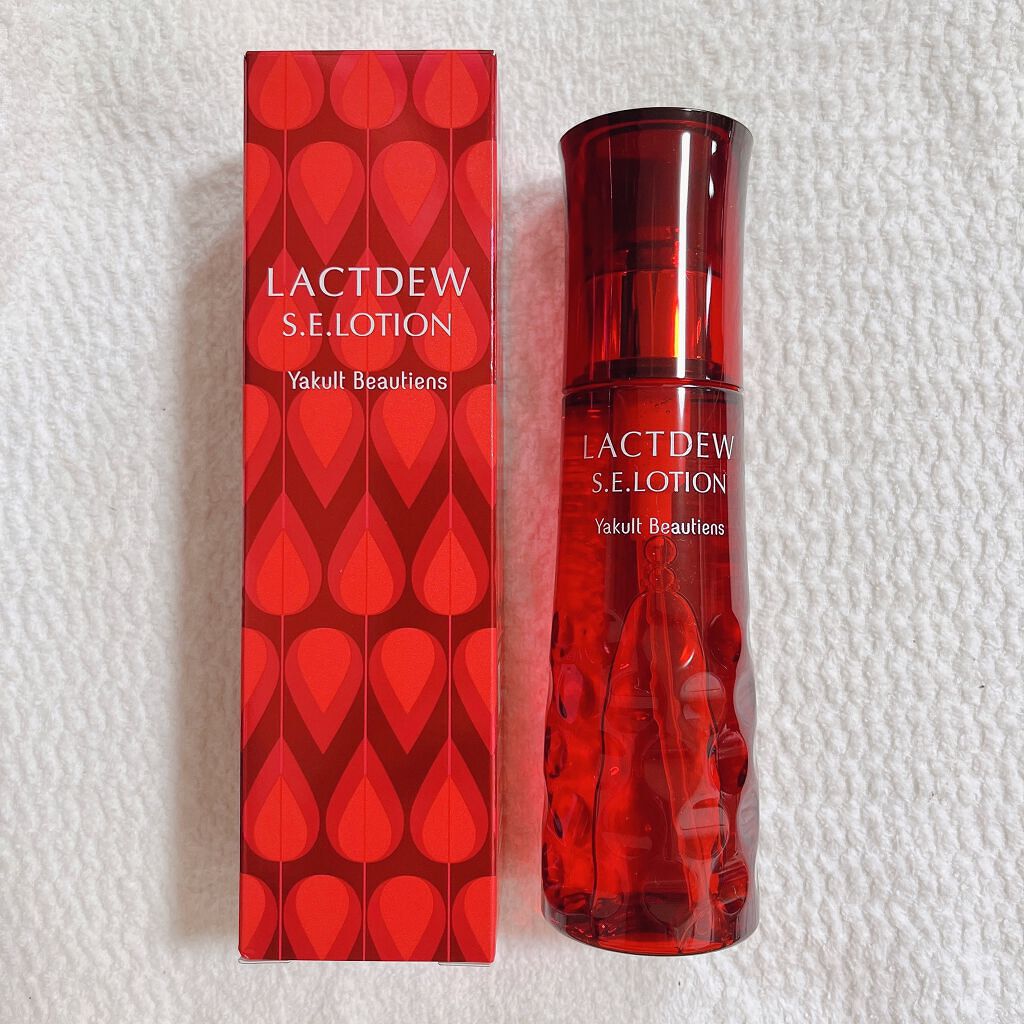 LACTDEW
S.E.LOTION
Yakult Beautiens
LACTDEW
S.E.LOTION
Yakult Beautiens